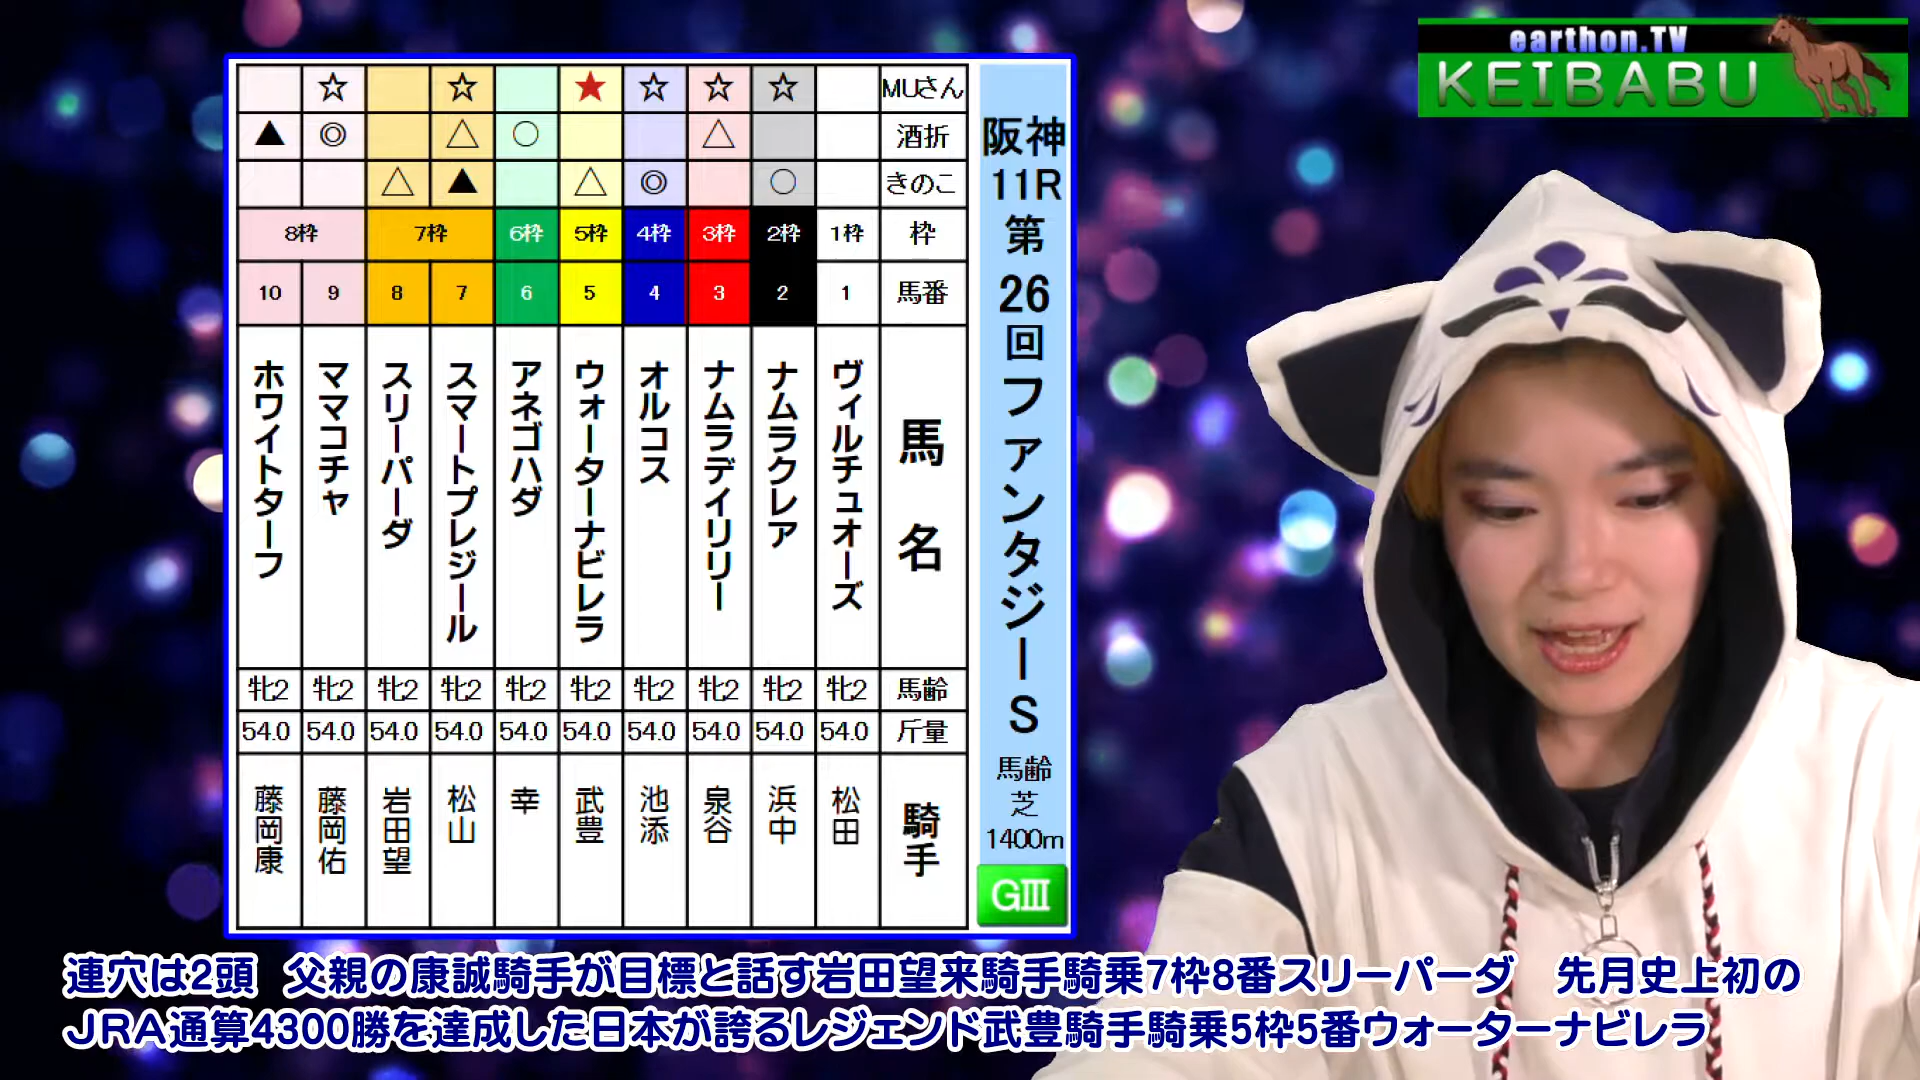 earthon.TV
KEIBABU
阪神
11R
第
26
回
ファンタジーS
馬齢
芝
1400m
GⅢ
☆ ☆ ★ ☆ ☆ ☆ MUさん
▲ ◎ △ ○ △ 酒折
△ ▲ △ ◎ ○ きのこ
8枠 7枠 6枠 5枠 4枠 3枠 2枠 1枠 枠
10 9 8 7 6 5 4 3 2 1 馬番
ホワイトターフ ママコチャ スリーパーダ スマートプレジール アネゴハダ ウォーターナビレラ オルコス ナムラデイリリー ナムラクレア ヴィルチュオーズ 馬名
牝2 牝2 牝2 牝2 牝2 牝2 牝2 牝2 牝2 牝2 馬齢
54.0 54.0 54.0 54.0 54.0 54.0 54.0 54.0 54.0 54.0 斤量
藤岡康 藤岡佑 岩田望 松山 幸 武豊 池添 泉谷 浜中 松田 騎手
連穴は2頭 父親の康誠騎手が目標と話す岩田望来騎手騎乗7枠8番スリーパーダ 先月史上初の
JRA通算4300勝を達成した日本が誇るレジェンド武豊騎手騎乗5枠5番ウォーターナビレラ